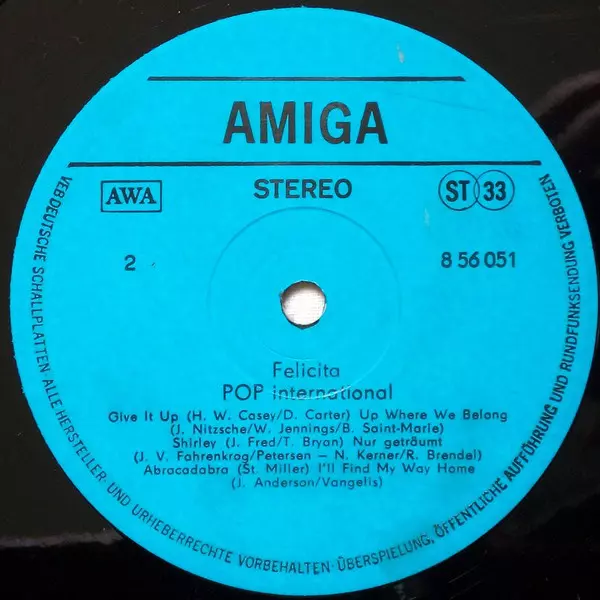 AMIGA
AWA
STEREO
ST 33
2
8 56 051
Felicita
POP international
Give It Up (H. W. Casey/D. Carter) Up Where We Belong
(J. Nitzsche/W. Jennings/B. Saint-Marie)
Shirley (J. Fred/T. Bryan) Nur geträumt
(J. V. Fahrenkrog/Petersen — N. Kerner/R. Brendel)
Abracadabra (St. Miller) I'll Find My Way Home
(J. Anderson/Vangelis)
VEB DEUTSCHE SCHALLPLATTEN · ALLE HERSTELLER- UND URHEBERRECHTE VORBEHALTEN · ÜBERSPIELUNG, ÖFFENTLICHE AUFFÜHRUNG UND RUNDFUNKSENDUNG VERBOTEN